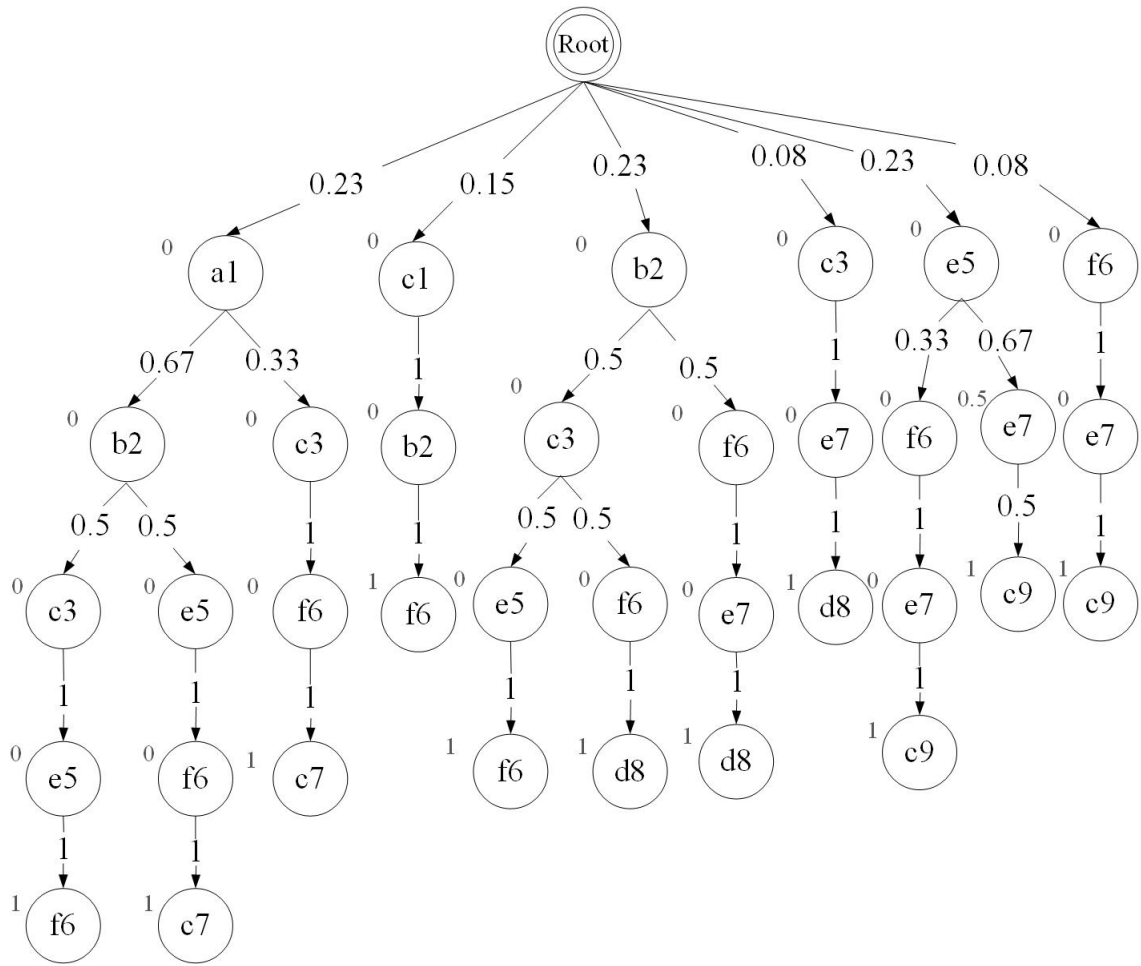 Root
0.23 0.15 0.23 0.08 0.23 0.08
0 0 0 0 0 0
a1 c1 b2 c3 e5 f6
0.67 0.33 1 0.5 0.5 1 0.33 0.67 1
0 0 0 0 0 0 0 0.5 0
b2 c3 b2 c3 f6 e7 f6 e7 e7
0.5 0.5 1 1 0.5 0.5 1 1 1 0.5 1
0 0 0 1 0 0 0 1 0 1 1
c3 e5 f6 f6 e5 f6 e7 d8 e7 c9 c9
1 1 1 1 1 1 1
0 0 1 1 1 1 1
e5 f6 c7 f6 d8 d8 c9
1 1
1 1
f6 c7